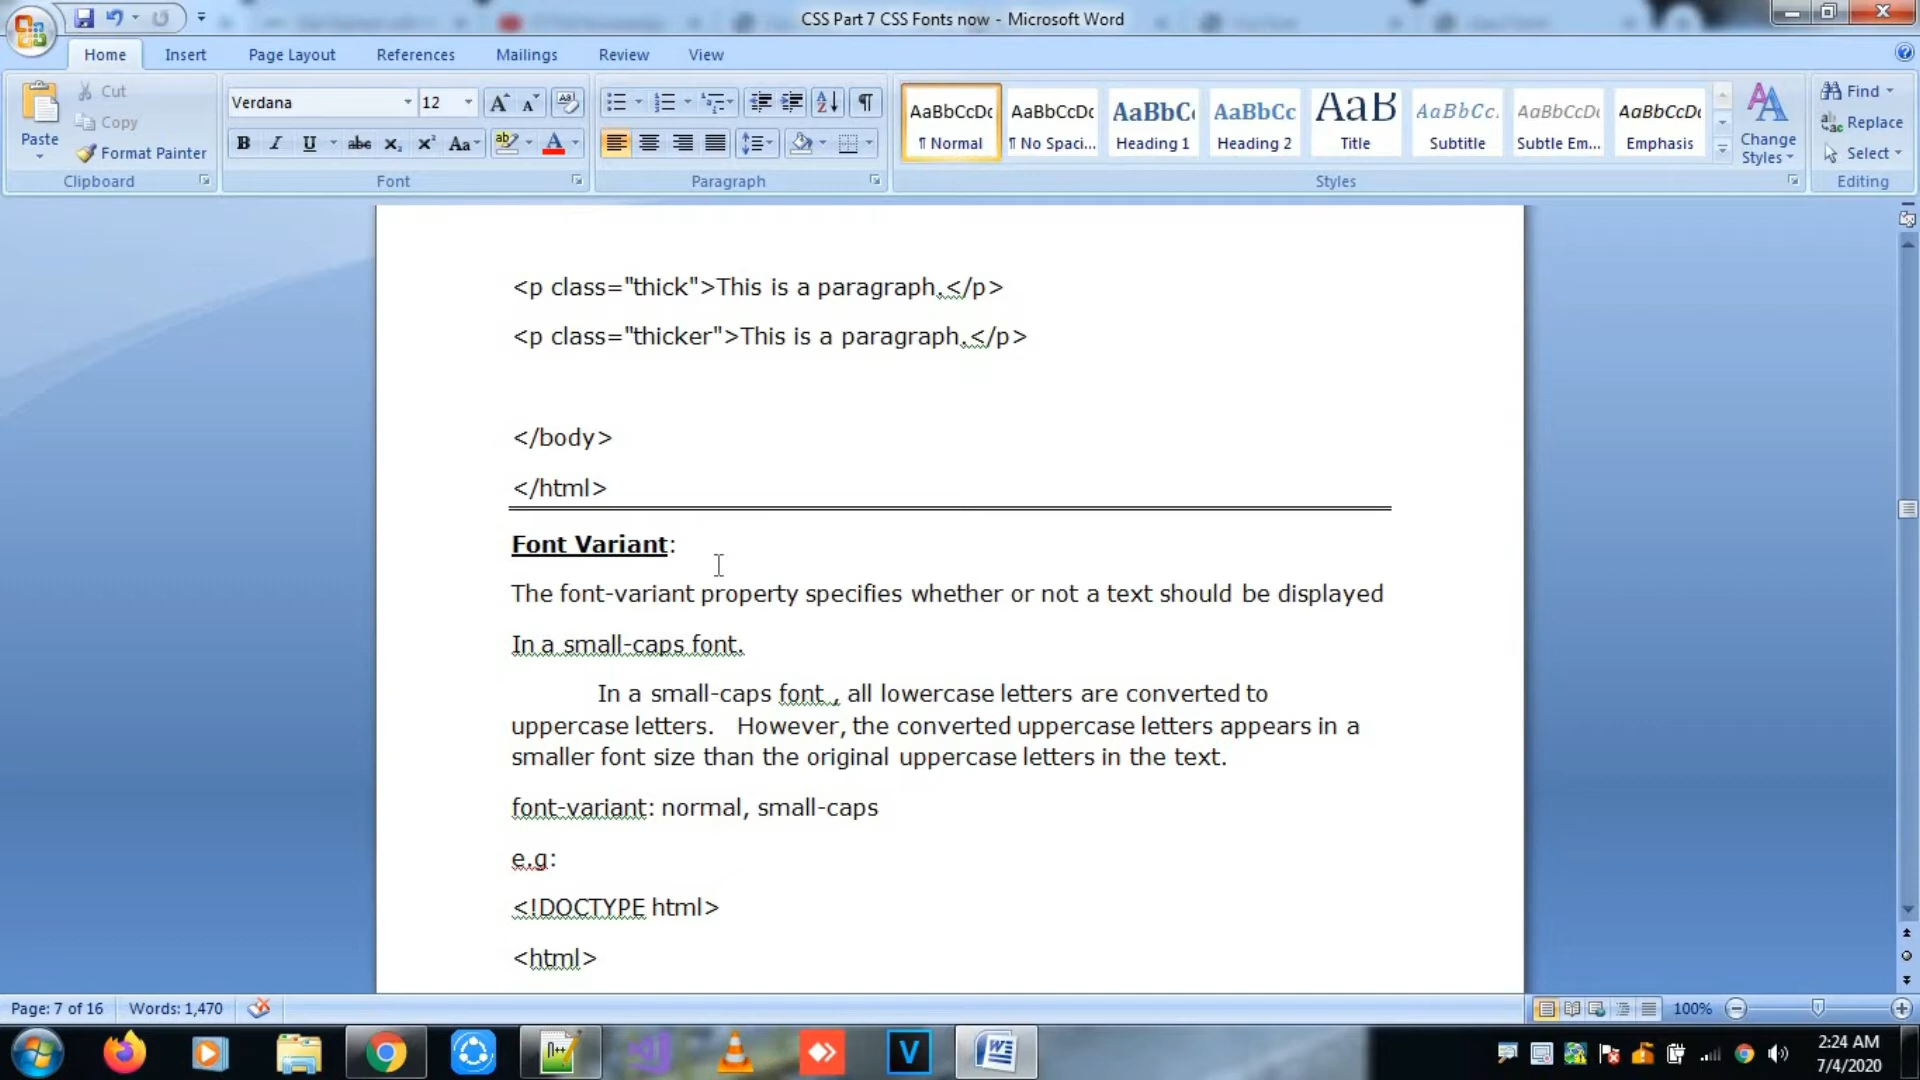 CSS Part 7 CSS Fonts now - Microsoft Word
Home Insert Page Layout References Mailings Review View
Paste
Cut
Copy
Format Painter
Clipboard
Verdana 12
B I U abc X₂ X² Aa ab A
Font
Paragraph
AaBbCcDc AaBbCcDc AaBbC AaBbCc AaB AaBbCc. AaBbCcDc AaBbCcDc
¶ Normal ¶ No Spaci... Heading 1 Heading 2 Title Subtitle Subtle Em... Emphasis
Change
Styles
Styles
Find
Replace
Select
Editing
<p class="thick">This is a paragraph.</p>
<p class="thicker">This is a paragraph.</p>
</body>
</html>
Font Variant:
The font-variant property specifies whether or not a text should be displayed
In a small-caps font.
In a small-caps font , all lowercase letters are converted to
uppercase letters. However, the converted uppercase letters appears in a
smaller font size than the original uppercase letters in the text.
font-variant: normal, small-caps
e.g:
<!DOCTYPE html>
<html>
Page: 7 of 16 Words: 1,470 100%
2:24 AM
7/4/2020